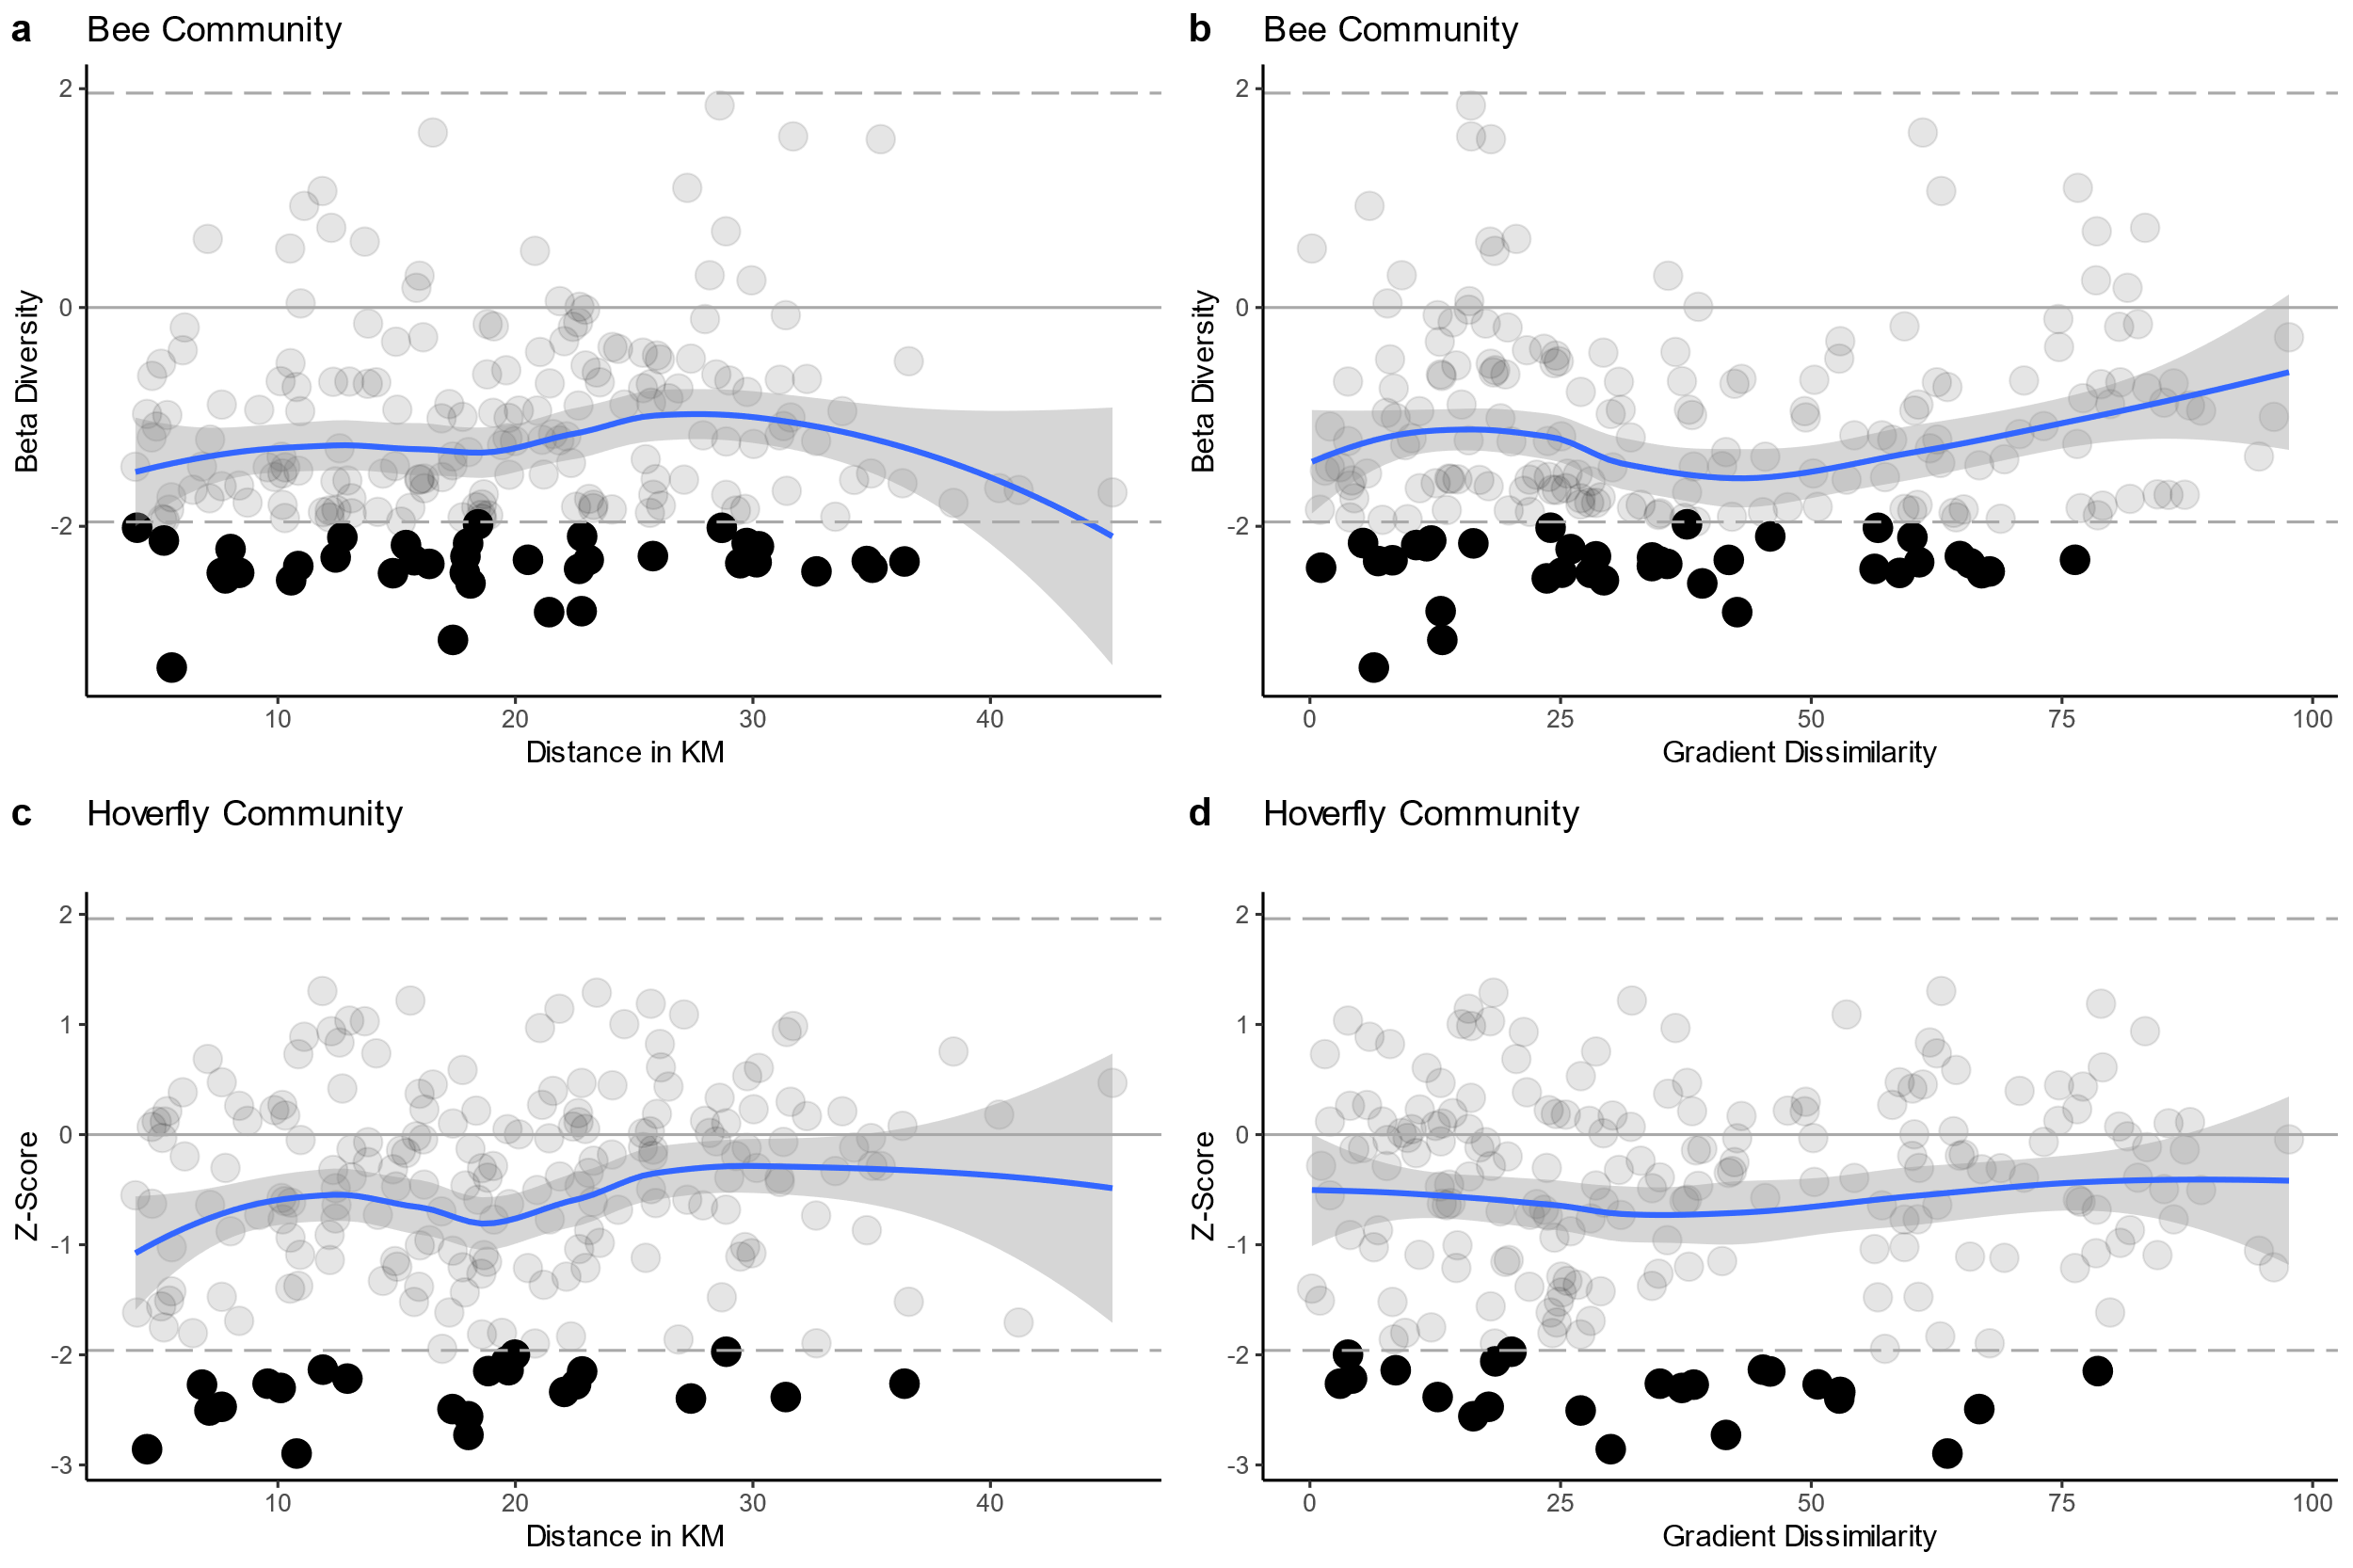 a Bee Community
2
0
-2
Beta Diversity
10 20 30 40
Distance in KM
b Bee Community
2
0
-2
Beta Diversity
0 25 50 75 100
Gradient Dissimilarity
c Hoverfly Community
2
1
0
-1
-2
-3
Z-Score
10 20 30 40
Distance in KM
d Hoverfly Community
2
1
0
-1
-2
-3
Z-Score
0 25 50 75 100
Gradient Dissimilarity